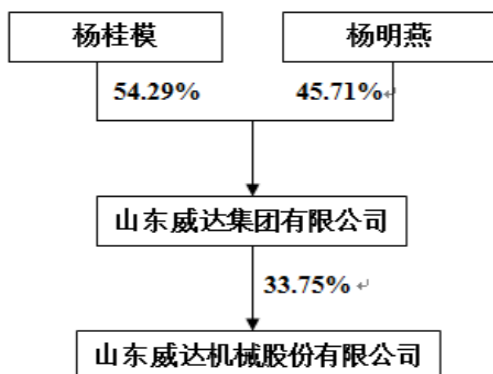 杨桂模 杨明燕
54.29% 45.71%
山东威达集团有限公司
33.75%
山东威达机械股份有限公司